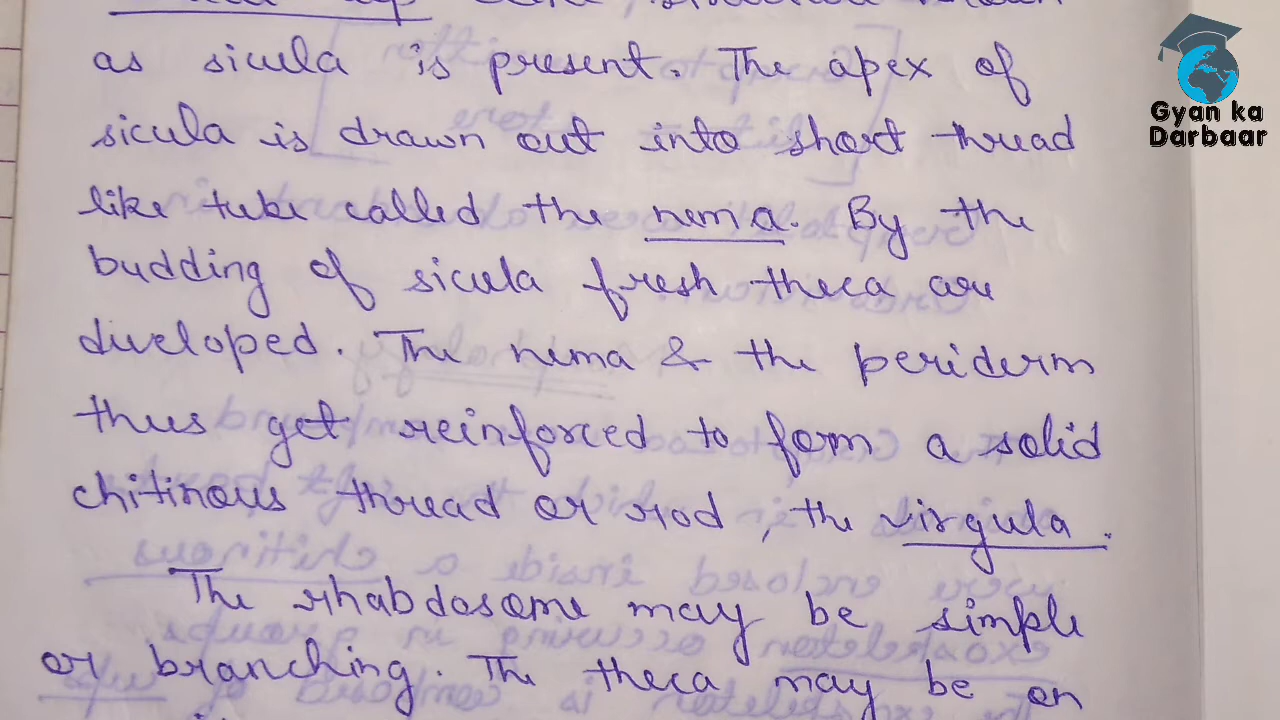 as sicula is present. The apex of
sicula is drawn out into short thread
like tube called the nema. By the
budding of sicula fresh theca are
diveloped. The nema & the periderm
thus get reinforced to form a solid
chitinous thread or rod, the virgula.
The rhabdosome may be simple
or branching. The theca may be on
Gyan ka
Darbaar